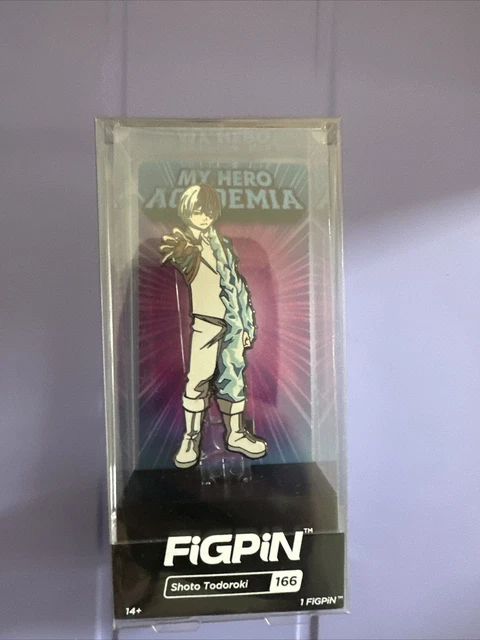 MY HERO
ACADEMIA
FiGPiN™
Shoto Todoroki 166
14+
1 FiGPiN™